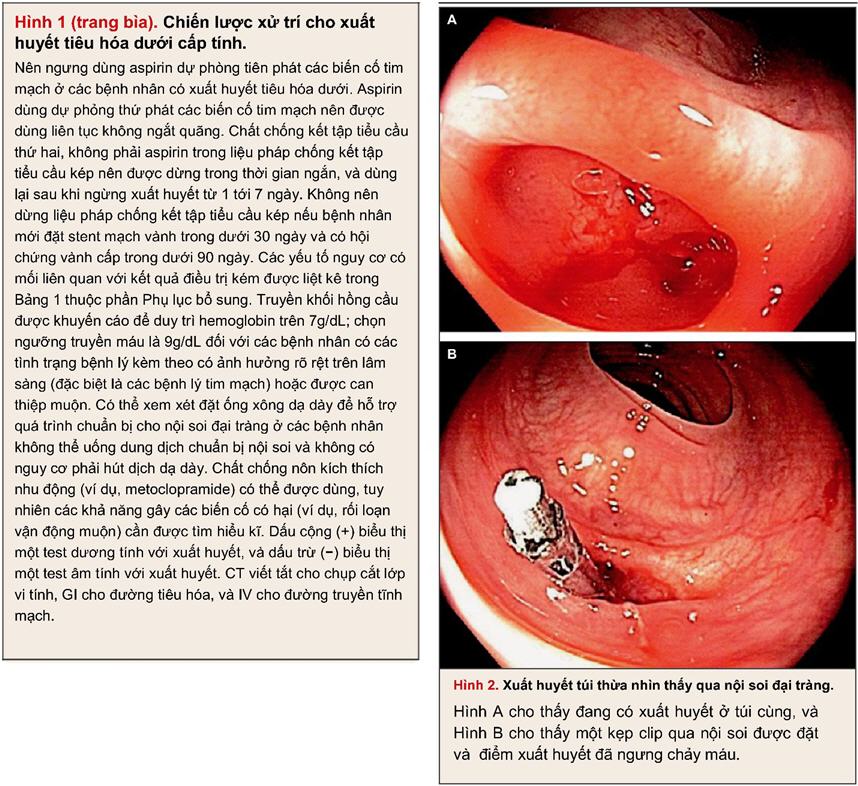 Hình 1 (trang bìa). Chiến lược xử trí cho xuất
huyết tiêu hóa dưới cấp tính.
Nên ngưng dùng aspirin dự phòng tiên phát các biến cố tim
mạch ở các bệnh nhân có xuất huyết tiêu hóa dưới. Aspirin
dùng dự phỏng thứ phát các biến cố tim mạch nên được
dùng liên tục không ngắt quãng. Chất chống kết tập tiểu cầu
thứ hai, không phải aspirin trong liệu pháp chống kết tập
tiểu cầu kép nên được dừng trong thời gian ngắn, và dùng
lại sau khi ngừng xuất huyết từ 1 tới 7 ngày. Không nên
dừng liệu pháp chống kết tập tiểu cầu kép nếu bệnh nhân
mới đặt stent mạch vành trong dưới 30 ngày và có hội
chứng vành cấp trong dưới 90 ngày. Các yếu tố nguy cơ có
mối liên quan với kết quả điều trị kém được liệt kê trong
Bảng 1 thuộc phần Phụ lục bổ sung. Truyền khối hồng cầu
được khuyến cáo để duy trì hemoglobin trên 7g/dL; chọn
ngưỡng truyền máu là 9g/dL đối với các bệnh nhân có các
tình trạng bệnh lý kèm theo có ảnh hưởng rõ rệt trên lâm
sàng (đặc biệt là các bệnh lý tim mạch) hoặc được can
thiệp muộn. Có thể xem xét đặt ống xông dạ dày để hỗ trợ
quá trình chuẩn bị cho nội soi đại tràng ở các bệnh nhân
không thể uống dung dịch chuẩn bị nội soi và không có
nguy cơ phải hút dịch dạ dày. Chất chống nôn kích thích
nhu động (ví dụ, metoclopramide) có thể được dùng, tuy
nhiên các khả năng gây các biến cố có hại (ví dụ, rối loạn
vận động muộn) cần được tìm hiểu kĩ. Dấu cộng (+) biểu thị
một test dương tính với xuất huyết, và dấu trừ (−) biểu thị
một test âm tính với xuất huyết. CT viết tắt cho chụp cắt lớp
vi tính, GI cho đường tiêu hóa, và IV cho đường truyền tĩnh
mạch.
A
B
Hình 2. Xuất huyết túi thừa nhìn thấy qua nội soi đại tràng.
Hình A cho thấy đang có xuất huyết ở túi cùng, và
Hình B cho thấy một kẹp clip qua nội soi được đặt
và điểm xuất huyết đã ngưng chảy máu.